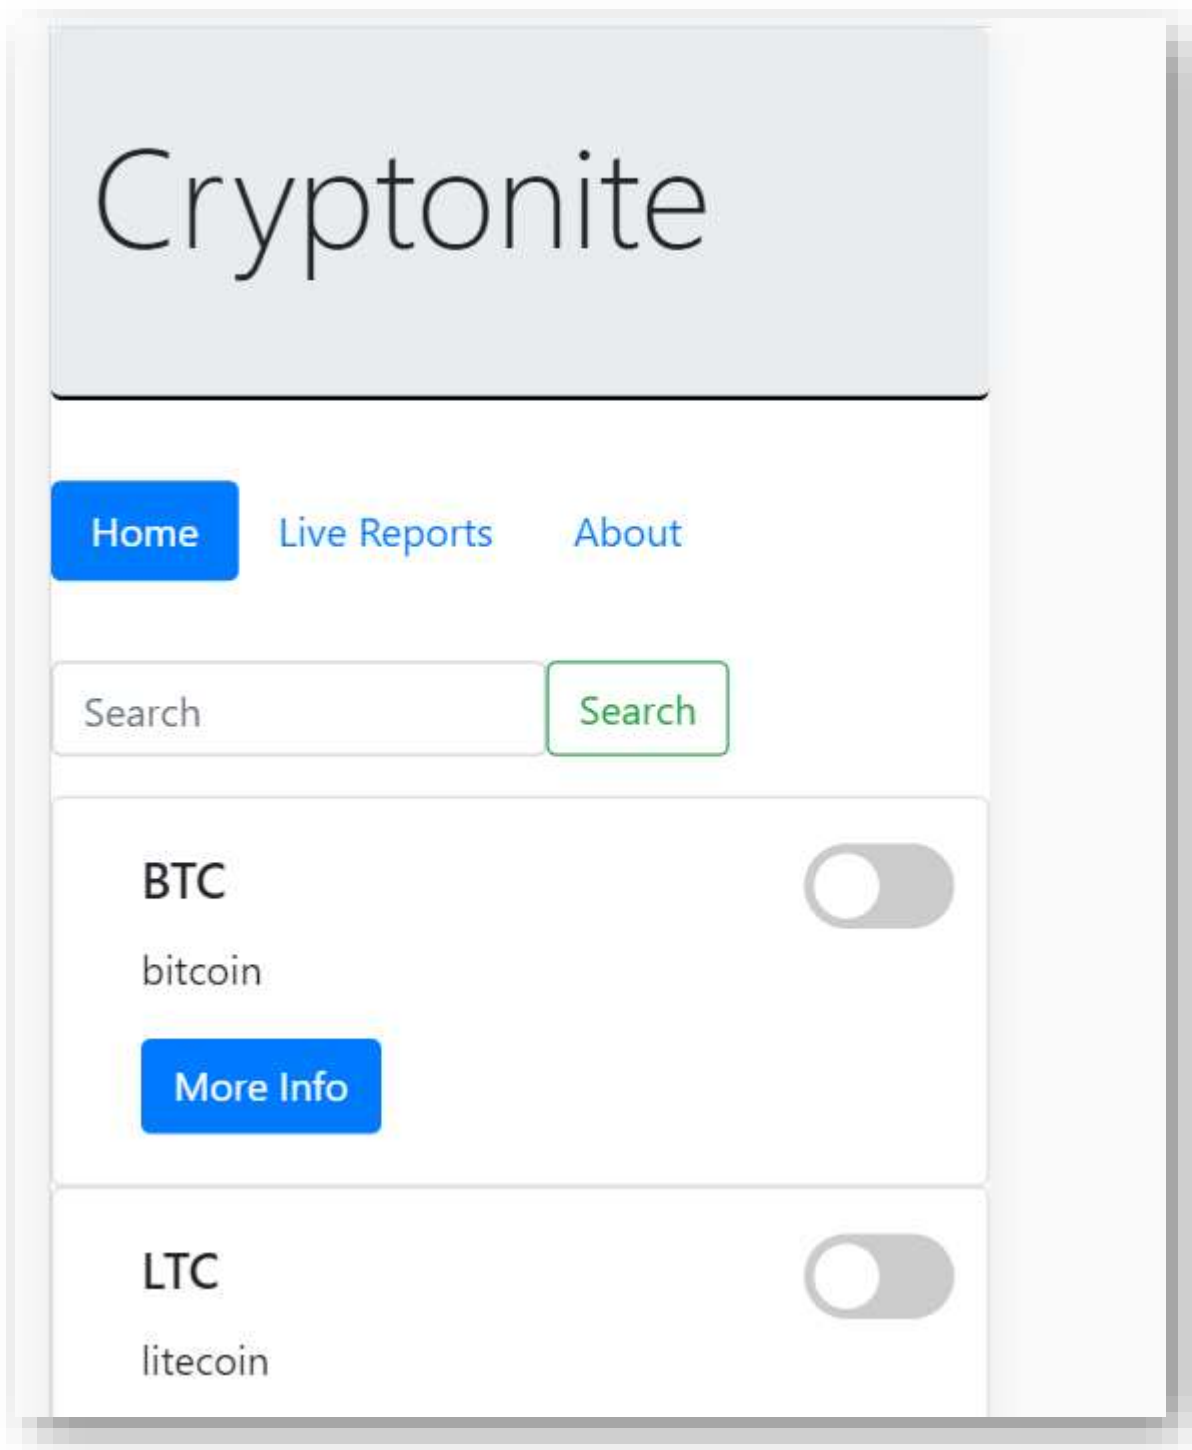 Cryptonite
Home Live Reports About
Search Search
BTC
bitcoin
More Info
LTC
litecoin